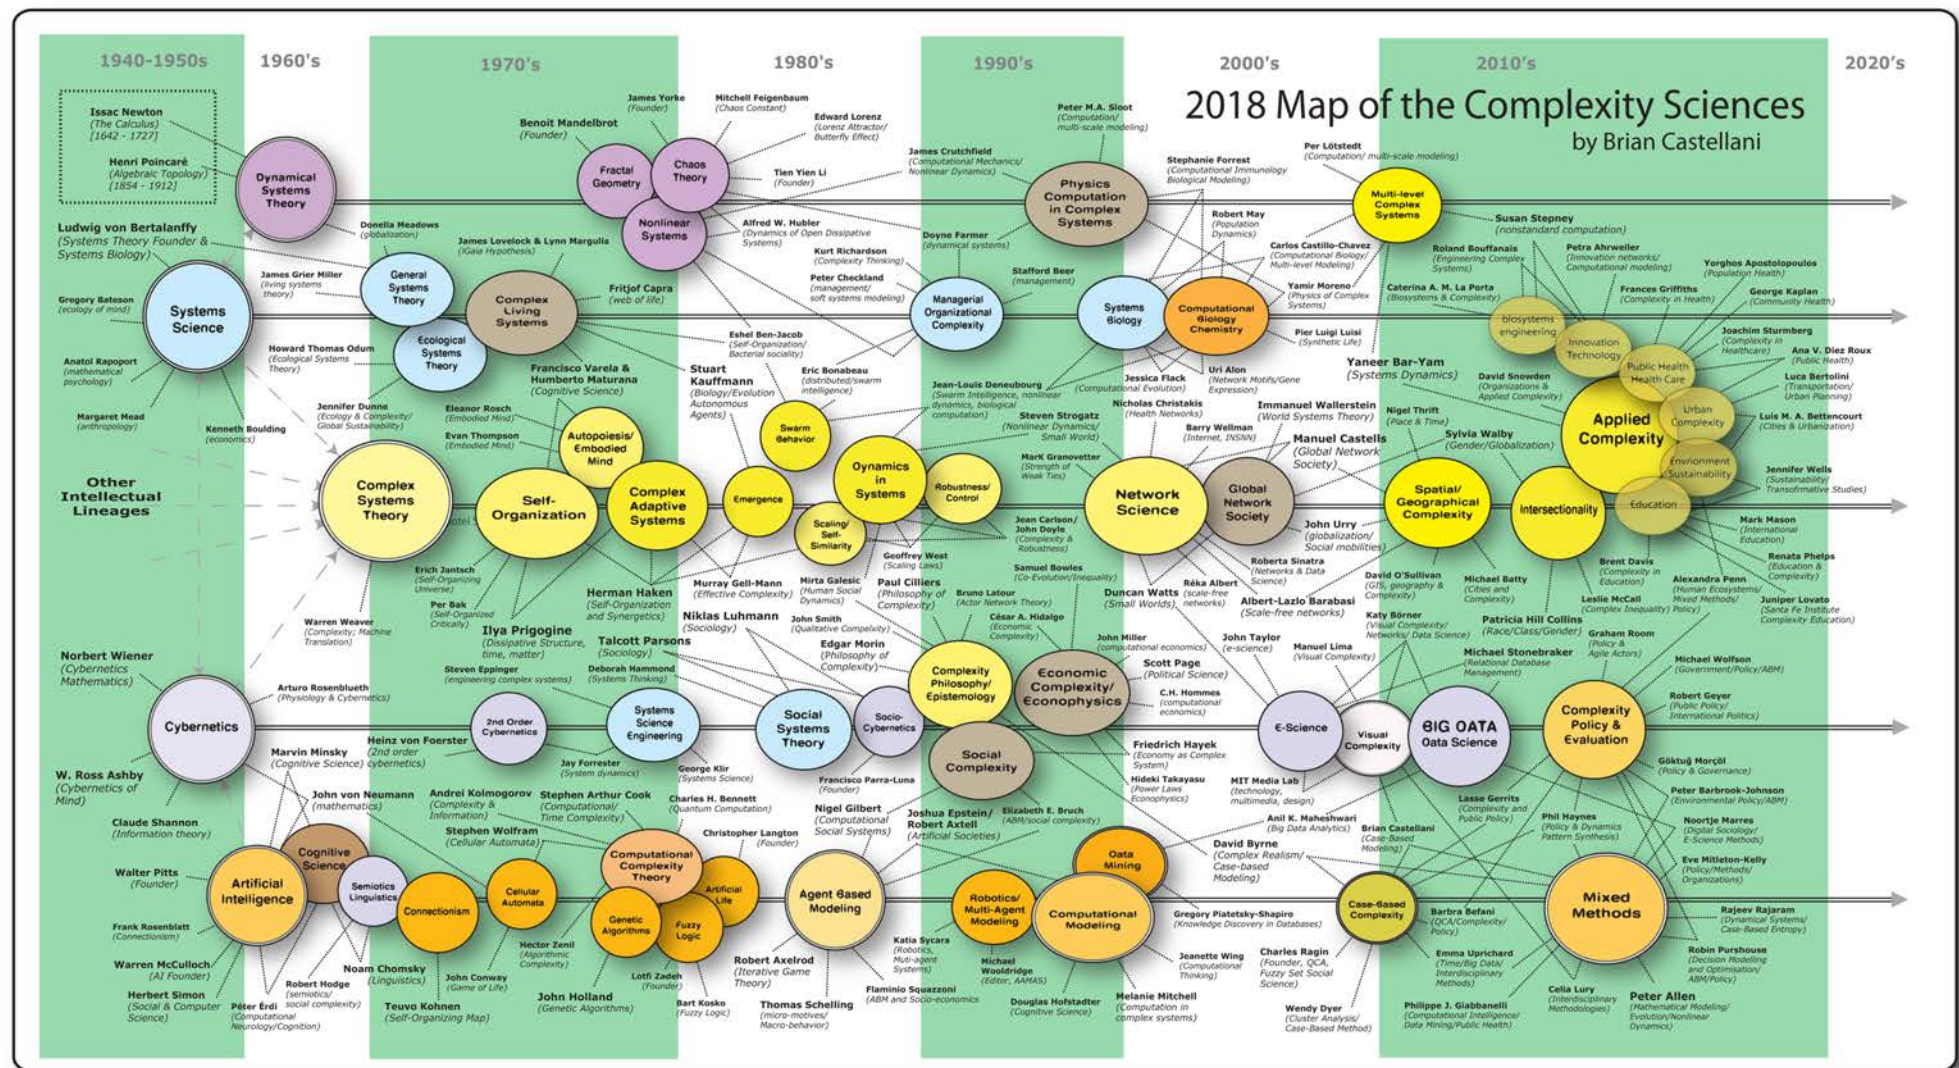 1940-1950s
1960's
1970's
1980's
1990's
2000's
2010's
2020's
2018 Map of the Complexity Sciences
by Brian Castellani
Issac Newton
(The Calculus)
[1642 - 1727]
Henri Poincaré
(Algebraic Topology)
[1854 - 1912]
Dynamical
Systems
Theory
Benoit Mandelbrot
(Founder)
James Yorke
(Founder)
Mitchell Feigenbaum
(Chaos Constant)
Edward Lorenz
(Lorenz Attractor/
Butterfly Effect)
Tien Yien Li
(Founder)
Alfred W. Hubler
(Dynamics of Open Dissipative
Systems)
Fractal
Geometry
Chaos
Theory
Nonlinear
Systems
James Crutchfield
(Computational Mechanics/
Nonlinear Dynamics)
Peter M.A. Sloot
(Computation/
multi-scale modeling)
Physics
Computation
in Complex
Systems
Doyne Farmer
(dynamical systems)
Stephanie Forrest
(Computational Immunology
Biological Modeling)
Robert May
(Population
Dynamics)
Per Lötstedt
(Computation/ multi-scale modeling)
Multi-level
Complex
Systems
Carlos Castillo-Chavez
(Computational Biology/
Multi-level Modeling)
Yamir Moreno
(Physics of Complex
Systems)
Pier Luigi Luisi
(Synthetic Life)
Susan Stepney
(nonstandard computation)
Roland Bouffanais
(Engineering Complex
Systems)
Petra Ahrweiler
(Innovation networks/
Computational modeling)
Yorghos Apostolopoulos
(Population Health)
Caterina A. M. La Porta
(Biosystems & Complexity)
Frances Griffiths
(Complexity in Health)
George Kaplan
(Community Health)
Joachim Sturmberg
(Complexity in
Healthcare)
Ana V. Diez Roux
(Public Health)
Luca Bertolini
(Transportation/
Urban Planning)
Luis M. A. Bettencourt
(Cities & Urbanization)
Jennifer Wells
(Sustainability/
Transofrmative Studies)
Mark Mason
(International
Education)
Renata Phelps
(Education &
Complexity)
Juniper Lovato
(Santa Fe Institute
Complexity Education)
Ludwig von Bertalanffy
(Systems Theory Founder &
Systems Biology)
Gregory Bateson
(ecology of mind)
Anatol Rapoport
(mathematical
psychology)
Margaret Mead
(anthropology)
Kenneth Boulding
(economics)
Systems
Science
Donella Meadows
(globalization)
James Grier Miller
(living systems
theory)
Howard Thomas Odum
(Ecological Systems
Theory)
Jennifer Dunne
(Ecology & Complexity/
Global Sustainability)
General
Systems
Theory
Ecological
Systems
Theory
James Lovelock & Lynn Margulis
(IGaia Hypothesis)
Complex
Living
Systems
Fritjof Capra
(web of life)
Francisco Varela &
Humberto Maturana
(Cognitive Science)
Eshel Ben-Jacob
(Self-Organization/
Bacterial sociality)
Stuart
Kauffmann
(Biology/Evolution
Autonomous
Agents)
Kurt Richardson
(Complexity Thinking)
Peter Checkland
(management/
soft systems modeling)
Eric Bonabeau
(distributed/swarm
intelligence)
Managerial
Organizational
Complexity
Stafford Beer
(management)
Systems
Biology
Computational
Biology
Chemistry
Jean-Louis Deneubourg
(Swarm Intelligence, nonlinear
dynamics, biological
computation)
Jessica Flack
(Computational Evolution)
Uri Alon
(Network Motifs/Gene
Expression)
Yaneer Bar-Yam
(Systems Dynamics)
David Snowden
(Organizations &
Applied Complexity)
biosystems
engineering
Innovation
Technology
Public Health
Health Care
Urban
Complexity
Envrionment
Sustainability
Education
Applied
Complexity
Other
Intellectual
Lineages
Complex
Systems
Theory
Warren Weaver
(Complexity; Machine
Translation)
Eleanor Rosch
(Embodied Mind)
Evan Thompson
(Embodied Mind)
Autopoiesis/
Embodied
Mind
Self-
Organization
Complex
Adaptive
Systems
Erich Jantsch
(Self-Organizing
Universe)
Per Bak
(Self-Organized
Critically)
Ilya Prigogine
(Dissipative Structure,
time, matter)
Herman Haken
(Self-Organization
and Synergetics)
Emergence
Swarm
Behavior
Scaling/
Self-
Similarity
Dynamics
in
Systems
Robustness/
Control
Murray Gell-Mann
(Effective Complexity)
Mirta Galesic
(Human Social
Dynamics)
Geoffrey West
(Scaling Laws)
Jean Carlson/
John Doyle
(Complexity &
Robustness)
Steven Strogatz
(Nonlinear Dynamics/
Small World)
MarK Granovetter
(Strength of
Weak Ties)
Nicholas Christakis
(Health Networks)
Barry Wellman
(Internet, INSNN)
Immanuel Wallerstein
(World Systems Theory)
Manuel Castells
(Global Network
Society)
Network
Science
Global
Network
Society
John Urry
(globalization/
Social mobilities)
Roberta Sinatra
(Networks & Data
Science)
Réka Albert
(scale-free
networks)
Albert-Lazlo Barabasi
(Scale-free networks)
Duncan Watts
(Small Worlds)
Nigel Thrift
(Place & Time)
Sylvia Walby
(Gender/Globalization)
Spatial/
Geographical
Complexity
Intersectionality
David O'Sullivan
(GIS, geography &
complexity)
Michael Batty
(Cities and
Complexity)
Brent Davis
(Complexity in
Education)
Leslie McCall
(Complex Inequality)
Patricia Hill Collins
(Race/Class/Gender)
Alexandra Penn
(Human Ecosystems/
Mixed Methods/
Policy)
Norbert Wiener
(Cybernetics
Mathematics)
Arturo Rosenblueth
(Physiology & Cybernetics)
W. Ross Ashby
(Cybernetics of
Mind)
Claude Shannon
(Information theory)
Cybernetics
Marvin Minsky
(Cognitive Science)
John von Neumann
(mathematics)
Heinz von Foerster
(2nd order
cybernetics)
2nd Order
Cybernetics
Steven Eppinger
(engineering complex systems)
Deborah Hammond
(Systems Thinking)
Talcott Parsons
(Sociology)
Niklas Luhmann
(Sociology)
Jay Forrester
(System dynamics)
Systems
Science
Engineering
George Klir
(Systems Science)
Social
Systems
Theory
Socio-
Cybernetics
Francisco Parra-Luna
(Founder)
Paul Cilliers
(Philosophy of
Complexity)
John Smith
(Qualitative Compelxity)
Edgar Morin
(Philosophy of
Complexity)
Bruno Latour
(Actor Network Theory)
Samuel Bowles
(Co-Evolution/Inequality)
César A. Hidalgo
(Economic
Complexity)
John Miller
(computational economics)
Scott Page
(Political Science)
C.H. Hommes
(computational
economics)
Friedrich Hayek
(Economy as Complex
System)
Hideki Takayasu
(Power Laws
Econophysics)
Complexity
Philosophy/
Epistemology
Economic
Complexity/
Econophysics
Social
Complexity
John Taylor
(e-science)
Manuel Lima
(Visual Complexity)
Katy Börner
(Visual Complexity/
Networks/ Data Science)
Michael Stonebraker
(Relational Database
Management)
E-Science
Visual
Complexity
BIG DATA
Data Science
MIT Media Lab
(technology,
multimedia, design)
Anil K. Maheshwari
(Big Data Analytics)
Graham Room
(Policy &
Agile Actors)
Michael Wolfson
(Government/Policy/ABM)
Robert Geyer
(Public Policy/
International Politics)
Complexity
Policy &
Evaluation
Göktuğ Morçöl
(Policy & Governance)
Peter Barbrook-Johnson
(Environmental Policy/ABM)
Lasse Gerrits
(Complexity and
Public Policy)
Phil Haynes
(Policy & Dynamics
Pattern Synthesis)
Noortje Marres
(Digital Sociology/
E-Science Methods)
Eve Mitleton-Kelly
(Policy/Methods/
Organizations)
Rajeev Rajaram
(Dynamical Systems/
Case-Based Entropy)
Robin Purshouse
(Decision Modeling
and Optimisation/
ABM/Policy)
Walter Pitts
(Founder)
Frank Rosenblatt
(Connectionism)
Warren McCulloch
(AI Founder)
Herbert Simon
(Social & Computer
Science)
Artificial
Intelligence
Cognitive
Science
Semiotics
Linguistics
Péter Érdi
(Computational
Neurology/Cognition)
Robert Hodge
(semiotics/
social complexity)
Noam Chomsky
(Linguistics)
Connectionism
Teuvo Kohnen
(Self-Organizing Map)
Andrei Kolmogorov
(Complexity &
Information)
Stephen Wolfram
(Cellular Automata)
Cellular
Automata
John Conway
(Game of Life)
Stephen Arthur Cook
(Computational/
Time Complexity)
Charles H. Bennett
(Quantum Computation)
Christopher Langton
(Founder)
Computational
Complexity
Theory
Genetic
Algorithms
Fuzzy
Logic
Artificial
Life
Hector Zenil
(Algorithmic
Complexity)
John Holland
(Genetic Algorithms)
Lotfi Zadeh
(Founder)
Bart Kosko
(Fuzzy Logic)
Robert Axelrod
(Iterative Game
Theory)
Thomas Schelling
(micro-motives/
Macro-behavior)
Nigel Gilbert
(Computational
Social Systems)
Agent Based
Modeling
Flaminio Squazzoni
(ABM and Socio-economics
Joshua Epstein/
Robert Axtell
(Artificial Societies)
Elizabeth E. Bruch
(ABM/social complexity)
Katia Sycara
(Robotics,
Muti-agent
Systems)
Robotics/
Multi-Agent
Modeling
Michael
Wooldridge
(Editor, AAMAS)
Data
Mining
Computational
Modeling
Douglas Hofstadter
(Cognitive Science)
Melanie Mitchell
(Computation in
complex systems)
Jeanette Wing
(Computational
Thinking)
Gregory Piatetsky-Shapiro
(Knowledge Discovery in Databases)
David Byrne
(Complex Realism/
Case-based
Modeling)
Brian Castellani
(Case-Based
Modeling)
Case-Based
Complexity
Charles Ragin
(Founder, QCA,
Fuzzy Set Social
Science)
Wendy Dyer
(Cluster Analysis/
Case-Based Method)
Barbra Befani
(QCA/Complexity/
Policy)
Emma Uprichard
(Time/Big Data/
Interdisciplinary
Methods)
Philippe J. Giabbanelli
(Computational Intelligence/
Data Mining/Public Health)
Mixed
Methods
Celia Lury
(Interdisciplinary
Methodologies)
Peter Allen
(Mathematical Modeling/
Evolution/Nonlinear
Dynamics)